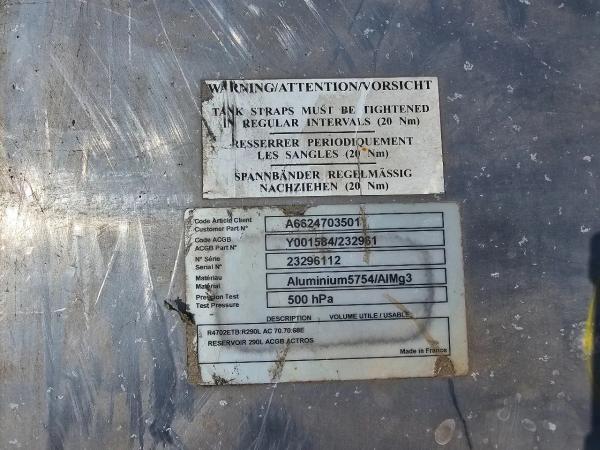 WARNING/ATTENTION/VORSICHT
TANK STRAPS MUST BE TIGHTENED
IN REGULAR INTERVALS (20 Nm)
RESSERRER PERIODIQUEMENT
LES SANGLES (20 Nm)
SPANNBÄNDER REGELMÄSSIG
NACHZIEHEN (20 Nm)
Code Article Client
Customer Part N° A6624703501
Code ACGB
ACGB Part N° Y001584/232961
N° Série
Serial N° 23296112
Matériau
Material Aluminium5754/AlMg3
Pression Test
Test Pressure 500 hPa
DESCRIPTION VOLUME UTILE / USABLE
R4702ETB:R290L AC 70.70:68E
RESERVOIR 290L ACGB ACTROS
Made in France